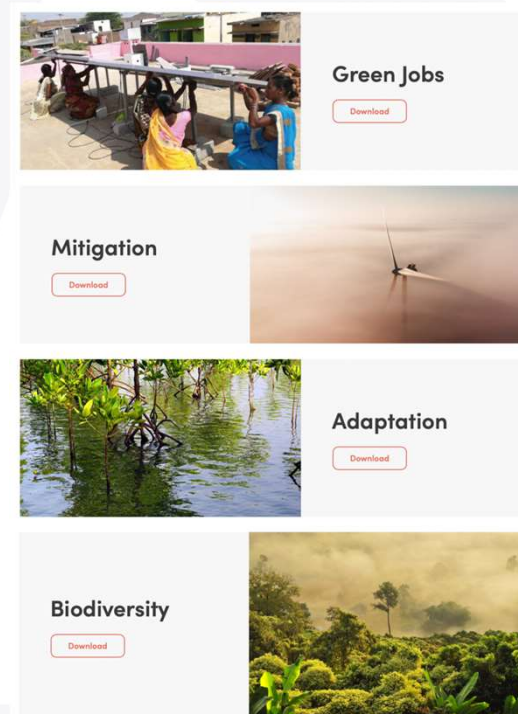 Green Jobs
Download
Mitigation
Download
Adaptation
Download
Biodiversity
Download